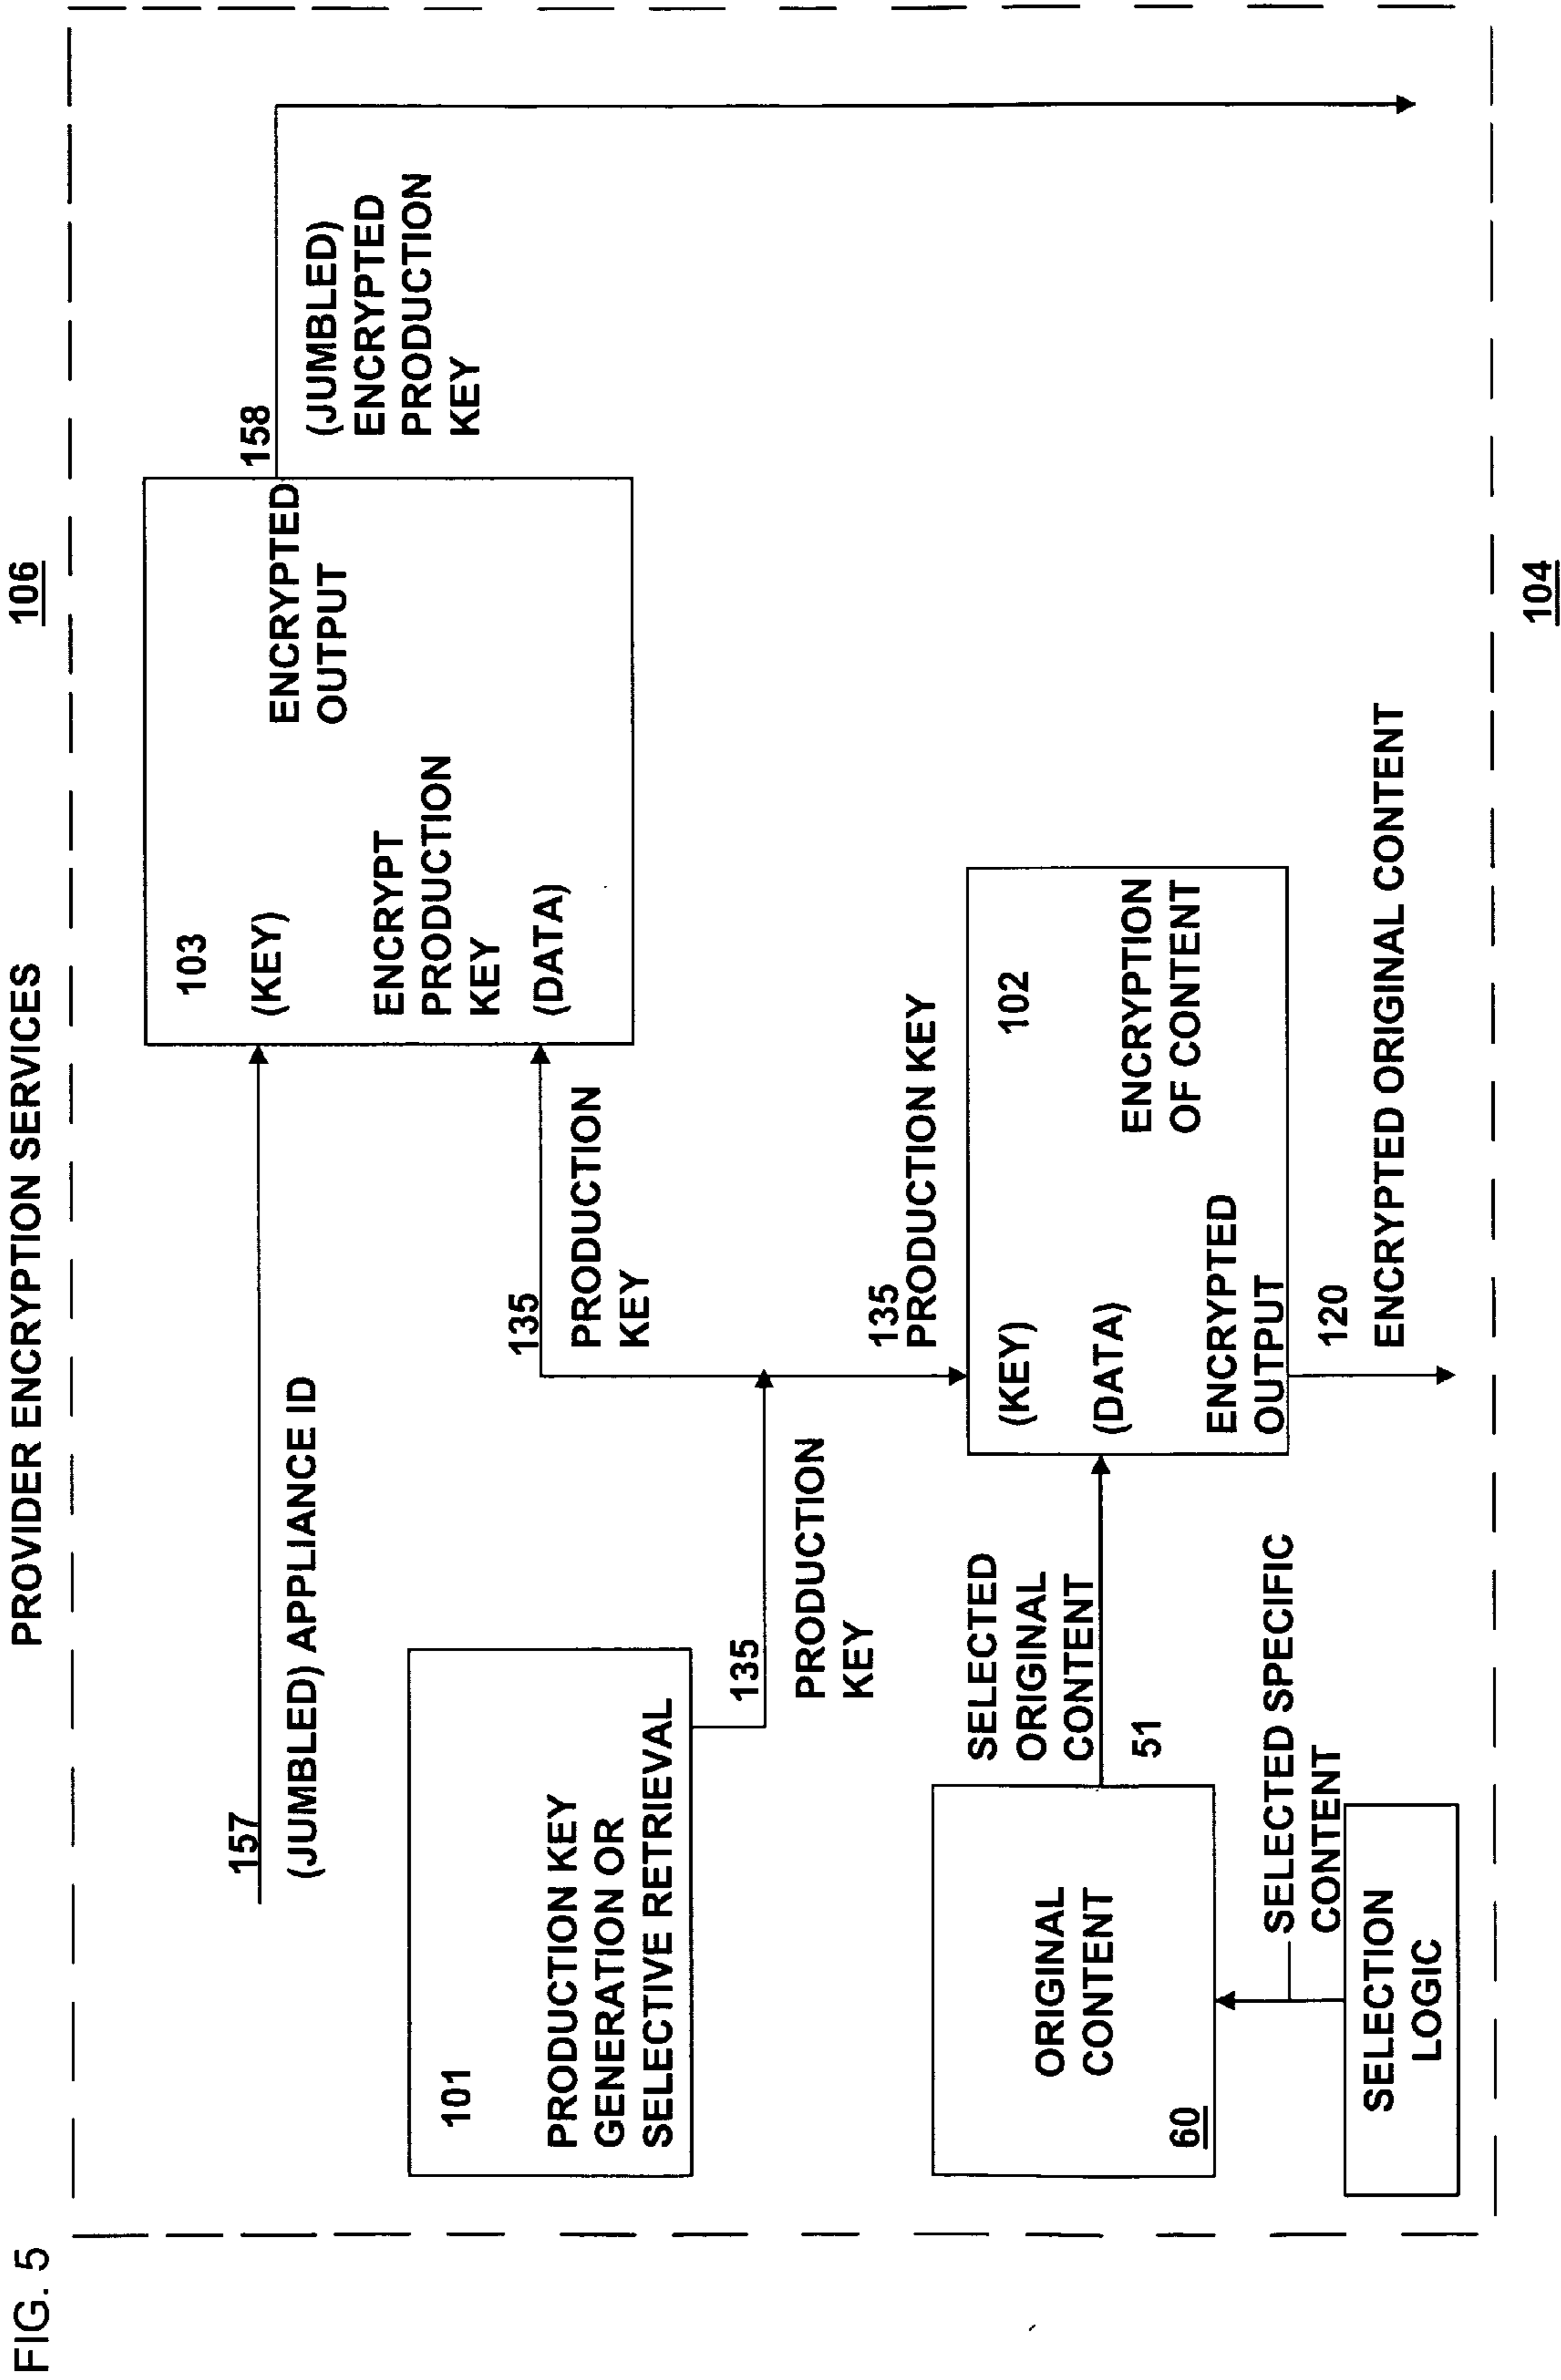 FIG. 5
PROVIDER ENCRYPTION SERVICES
106
157
(JUMBLED) APPLIANCE ID
103
(KEY)
ENCRYPT
PRODUCTION
KEY
(DATA)
ENCRYPTED
OUTPUT
158
(JUMBLED)
ENCRYPTED
PRODUCTION
KEY
101
PRODUCTION KEY
GENERATION OR
SELECTIVE RETRIEVAL
135
PRODUCTION
KEY
135
PRODUCTION
KEY
135
PRODUCTION KEY
ORIGINAL
CONTENT
60
SELECTED
ORIGINAL
CONTENT
51
102
(KEY)
(DATA)
ENCRYPTION
OF CONTENT
ENCRYPTED
OUTPUT
120
ENCRYPTED ORIGINAL CONTENT
SELECTED SPECIFIC
CONTENT
SELECTION
LOGIC
104